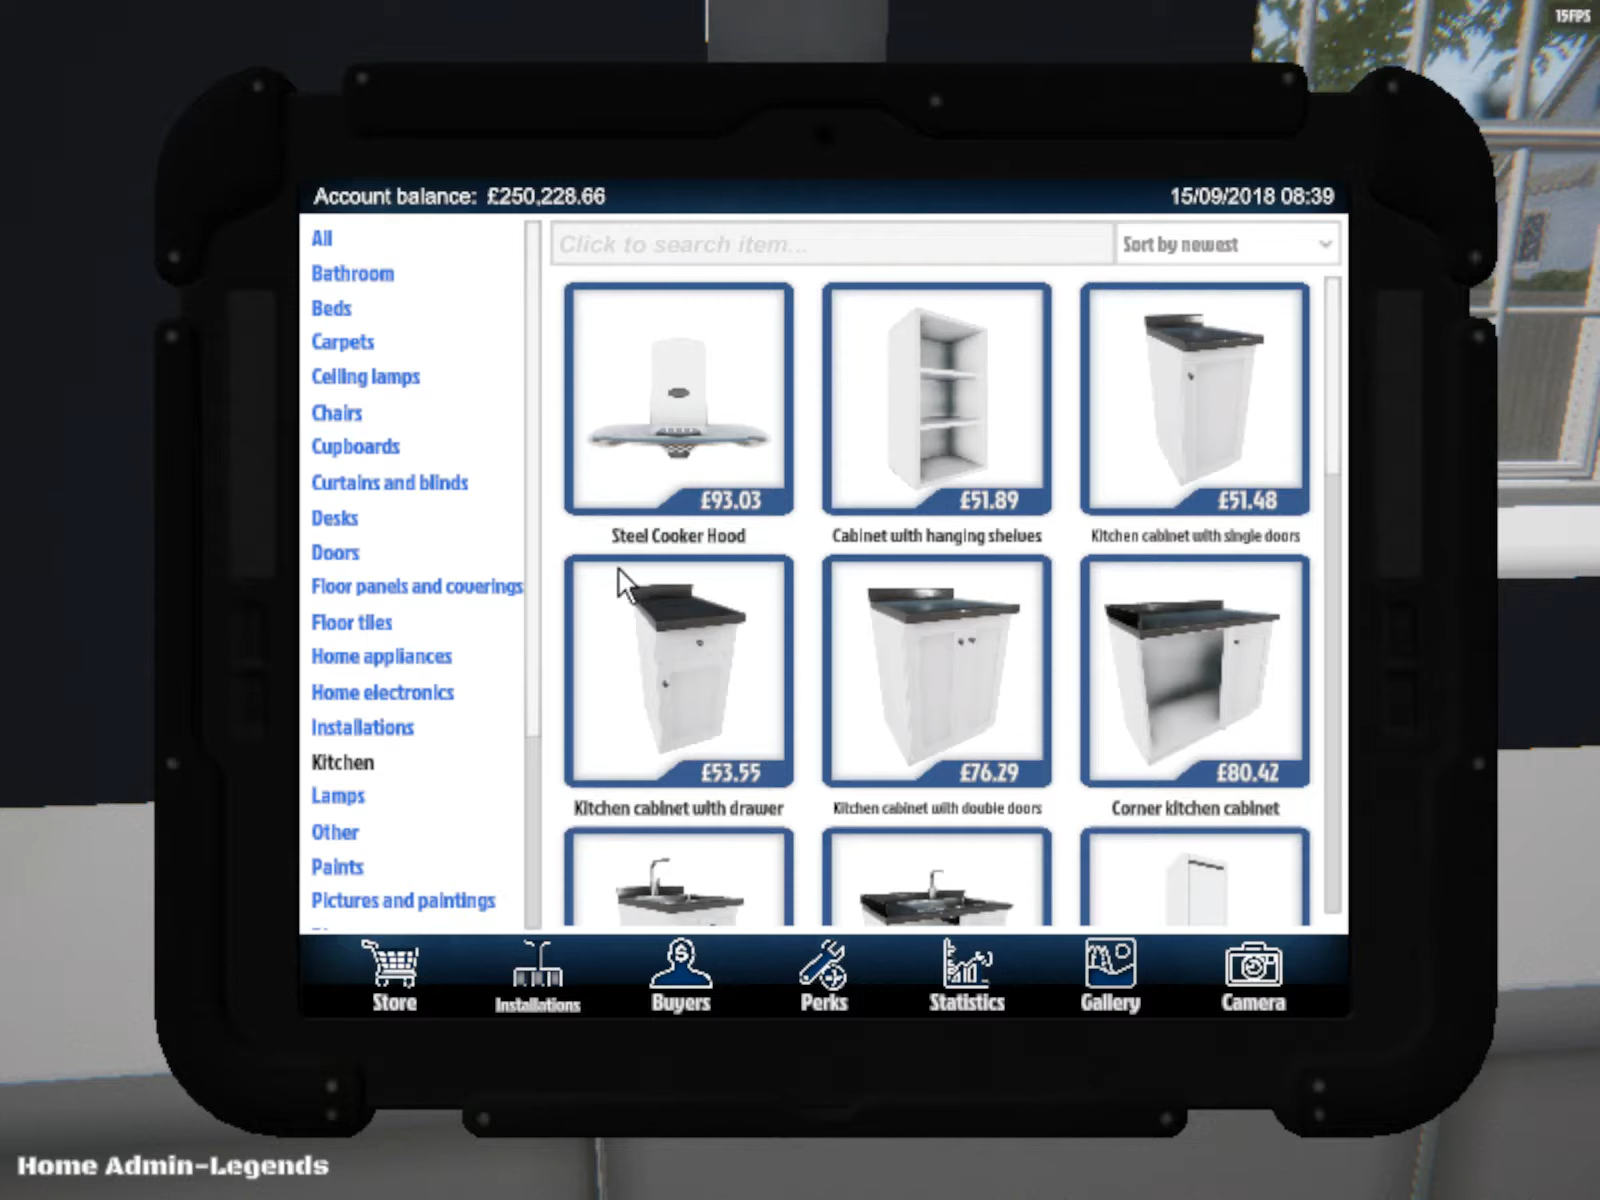 15FPS
Account balance: £250,228.66
15/09/2018 08:39
All
Bathroom
Beds
Carpets
Ceiling lamps
Chairs
Cupboards
Curtains and blinds
Desks
Doors
Floor panels and coverings
Floor tiles
Home appliances
Home electronics
Installations
Kitchen
Lamps
Other
Paints
Pictures and paintings
Click to search item...
Sort by newest
£93.03
£51.89
£51.48
Steel Cooker Hood
Cabinet with hanging shelves
Kitchen cabinet with single doors
£53.55
£76.29
£80.42
Kitchen cabinet with drawer
Kitchen cabinet with double doors
Corner kitchen cabinet
Store
Installations
Buyers
Perks
Statistics
Gallery
Camera
Home Admin-Legends